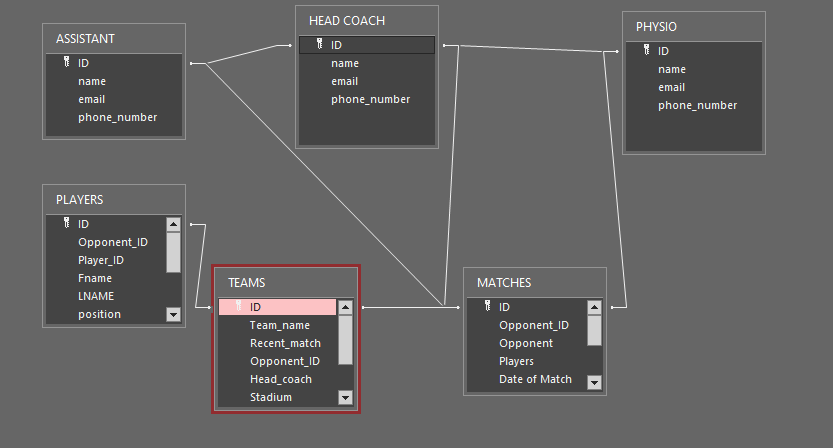 ASSISTANT
ID
name
email
phone_number
HEAD COACH
ID
name
email
phone_number
PHYSIO
ID
name
email
phone_number
PLAYERS
ID
Opponent_ID
Player_ID
Fname
LNAME
position
TEAMS
ID
Team_name
Recent_match
Opponent_ID
Head_coach
Stadium
MATCHES
ID
Opponent_ID
Opponent
Players
Date of Match